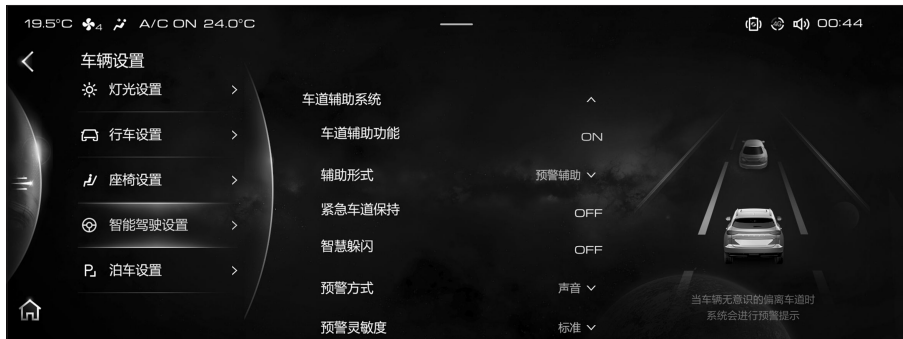 19.5°C 4 A/C ON 24.0°C 4G 00:44
车辆设置
灯光设置
行车设置
座椅设置
智能驾驶设置
P 泊车设置
车道辅助系统
车道辅助功能 ON
辅助形式 预警辅助
紧急车道保持 OFF
智慧躲闪 OFF
预警方式 声音
预警灵敏度 标准
当车辆无意识的偏离车道时
系统会进行预警提示